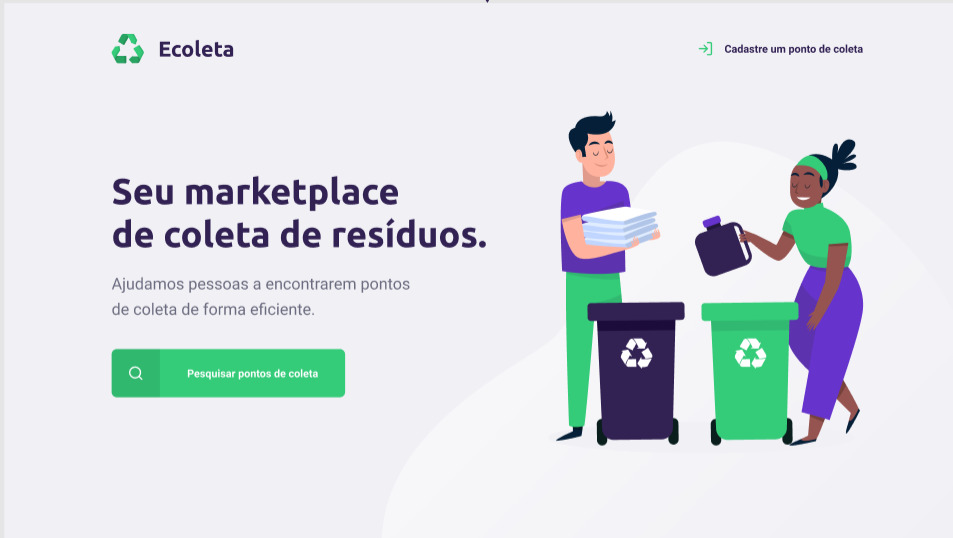 Ecoleta
Cadastre um ponto de coleta
Seu marketplace
de coleta de resíduos.
Ajudamos pessoas a encontrarem pontos
de coleta de forma eficiente.
Pesquisar pontos de coleta